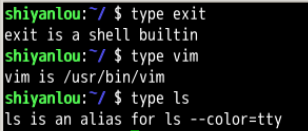 shiyanlou:~/ $ type exit
exit is a shell builtin
shiyanlou:~/ $ type vim
vim is /usr/bin/vim
shiyanlou:~/ $ type ls
ls is an alias for ls --color=tty